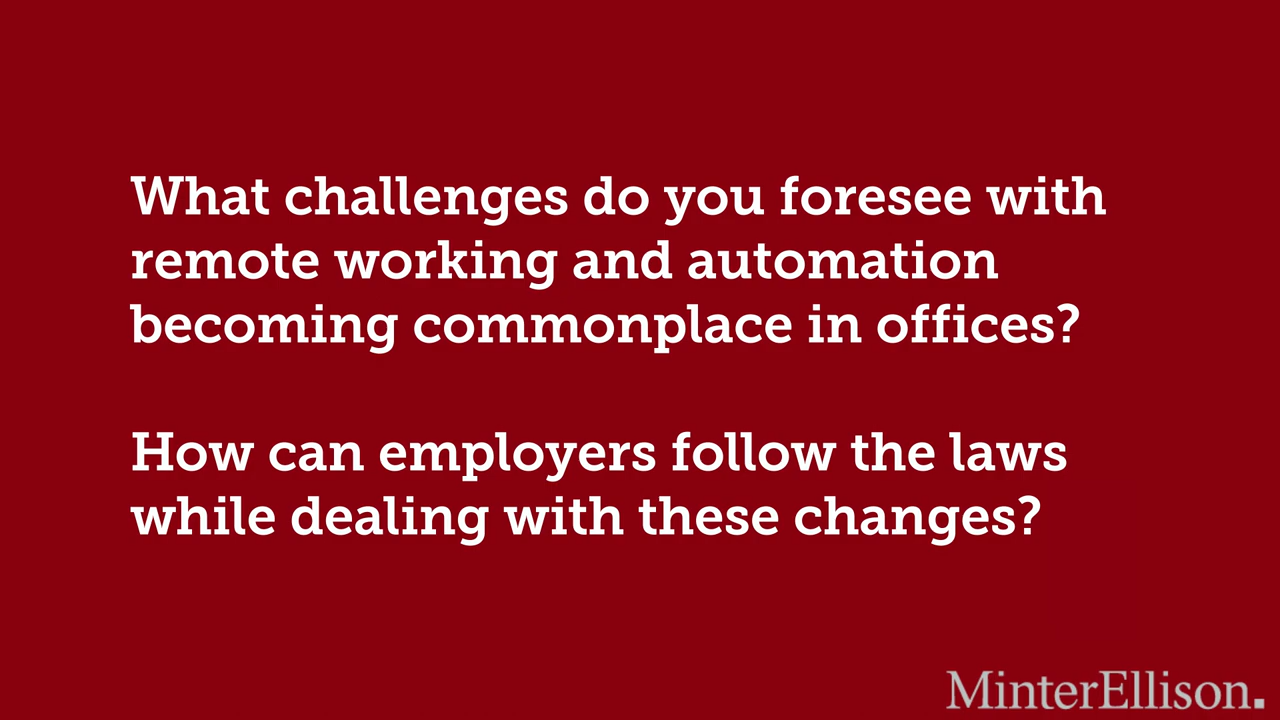 What challenges do you foresee with
remote working and automation
becoming commonplace in offices?
How can employers follow the laws
while dealing with these changes?
MinterEllison.